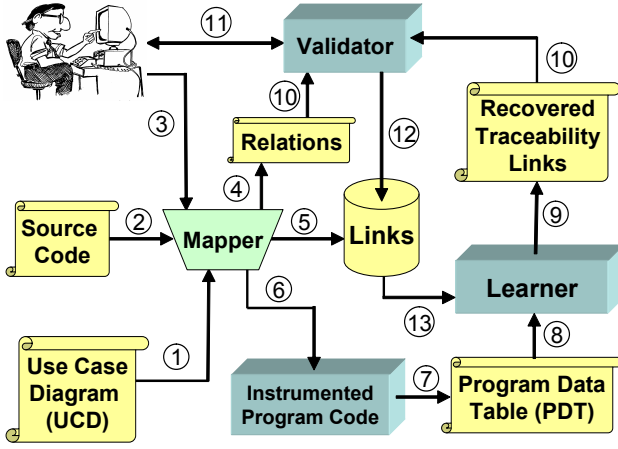 11
Validator
10
10
3
Relations
Recovered
Traceability
Links
12
4
Source
Code
2
Mapper
5
Links
9
6
Learner
13
1
8
Use Case
Diagram
(UCD)
Instrumented
Program Code
7
Program Data
Table (PDT)